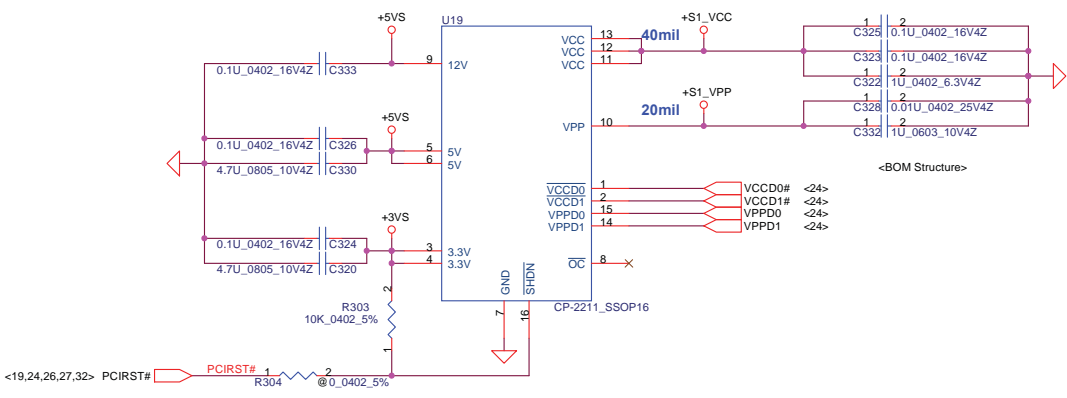 +5VS
U19
+S1_VCC
1
2
C325
0.1U_0402_16V4Z
13
VCC
40mil
12
VCC
1
2
C323
0.1U_0402_16V4Z
9
12V
11
VCC
0.1U_0402_16V4Z
C333
1
2
C322
1U_0402_6.3V4Z
+S1_VPP
1
2
C328
0.01U_0402_25V4Z
20mil
+5VS
VPP
10
1
2
C332
1U_0603_10V4Z
0.1U_0402_16V4Z
C326
5
5V
6
5V
4.7U_0805_10V4Z
C330
<BOM Structure>
VCCD0
1
VCCD0#
<24>
VCCD1
2
VCCD1#
<24>
VPPD0
15
VPPD0
<24>
VPPD1
14
VPPD1
<24>
+3VS
0.1U_0402_16V4Z
C324
3
3.3V
4
3.3V
OC
8
4.7U_0805_10V4Z
C320
2
GND
SHDN
R303
10K_0402_5%
7
16
CP-2211_SSOP16
1
<19,24,26,27,32>
PCIRST#
PCIRST#
1
2
R304
@0_0402_5%